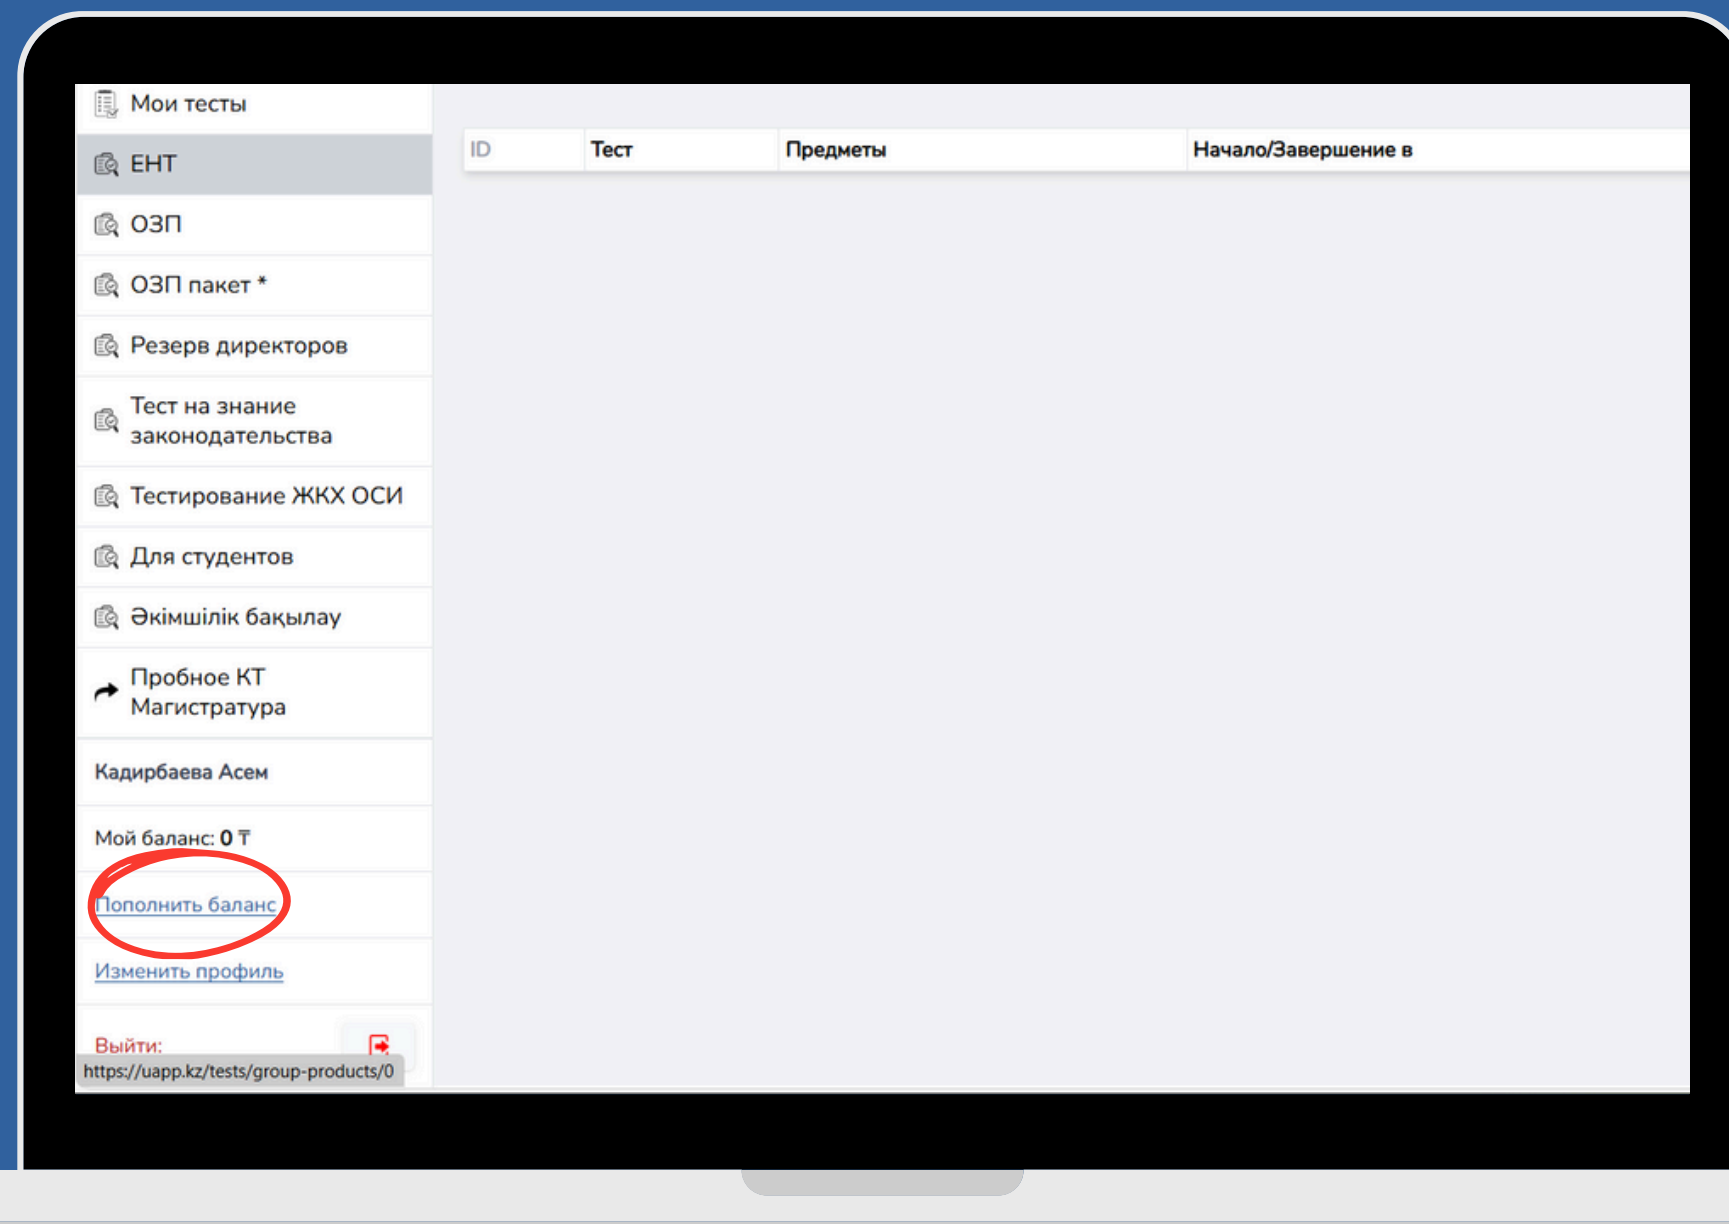 Мои тесты
ID Тест Предметы Начало/Завершение в
ЕНТ
ОЗП
ОЗП пакет *
Резерв директоров
Тест на знание
законодательства
Тестирование ЖКХ ОСИ
Для студентов
Әкімшілік бақылау
Пробное КТ
Магистратура
Кадирбаева Асем
Мой баланс: 0 ₸
Пополнить баланс
Изменить профиль
Выйти:
https://uapp.kz/tests/group-products/0